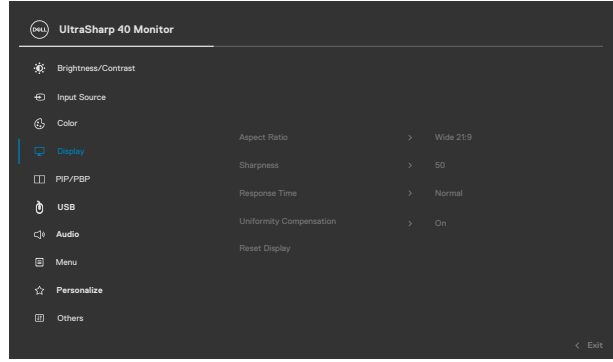 DELL UltraSharp 40 Monitor
Brightness/Contrast
Input Source
Color
Display
PIP/PBP
USB
Audio
Menu
Personalize
Others
Aspect Ratio > Wide 21:9
Sharpness > 50
Response Time > Normal
Uniformity Compensation > On
Reset Display
< Exit